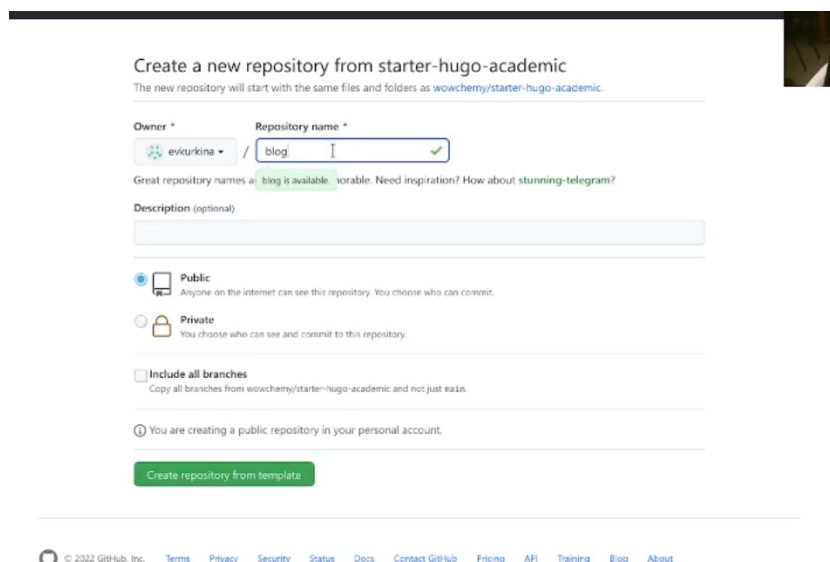 Create a new repository from starter-hugo-academic
The new repository will start with the same files and folders as wowchemy/starter-hugo-academic.
Owner * Repository name *
evkurkina / blog
Great repository names a blog is available. orable. Need inspiration? How about stunning-telegram?
Description (optional)
Public
Anyone on the internet can see this repository. You choose who can commit.
Private
You choose who can see and commit to this repository.
Include all branches
Copy all branches from wowchemy/starter-hugo-academic and not just main.
You are creating a public repository in your personal account.
Create repository from template
© 2022 GitHub, Inc. Terms Privacy Security Status Docs Contact GitHub Pricing API Training Blog About